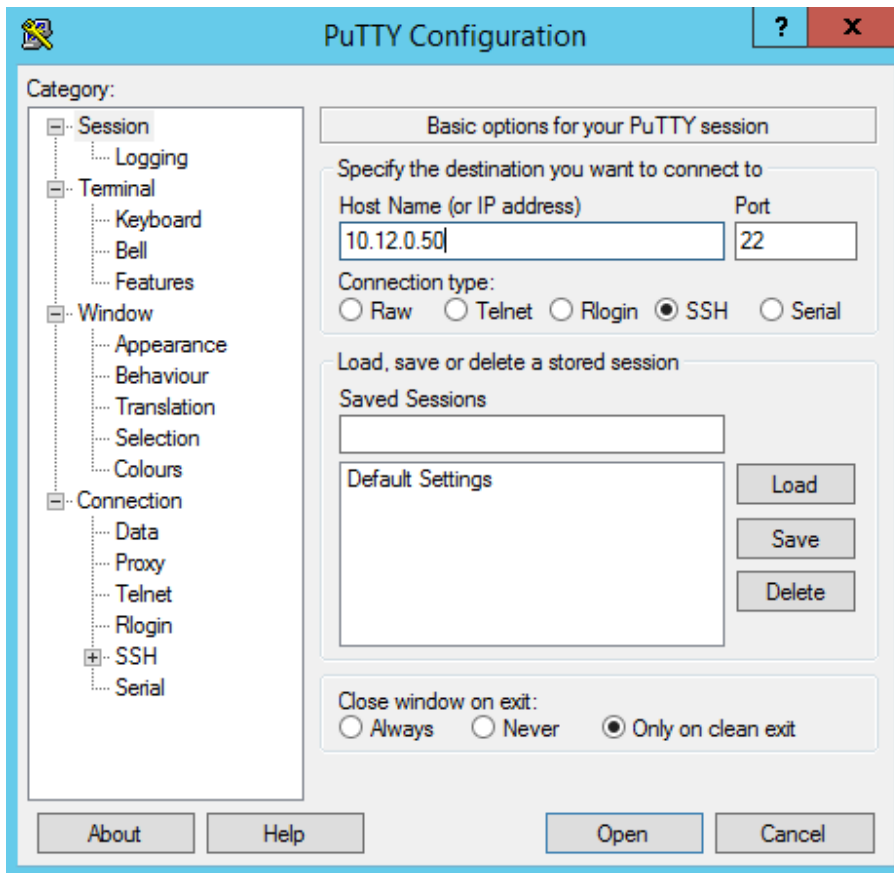 PuTTY Configuration
? x
Category:
Session
Logging
Terminal
Keyboard
Bell
Features
Window
Appearance
Behaviour
Translation
Selection
Colours
Connection
Data
Proxy
Telnet
Rlogin
SSH
Serial
Basic options for your PuTTY session
Specify the destination you want to connect to
Host Name (or IP address) Port
10.12.0.50 22
Connection type:
Raw Telnet Rlogin SSH Serial
Load, save or delete a stored session
Saved Sessions
Default Settings
Load
Save
Delete
Close window on exit:
Always Never Only on clean exit
About Help Open Cancel